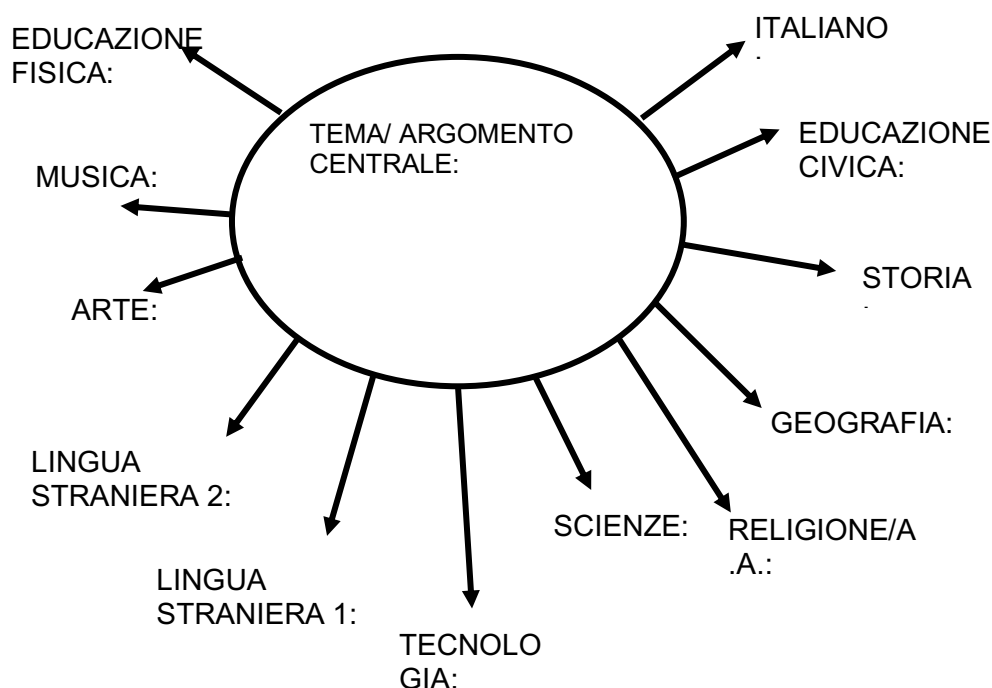 EDUCAZIONE
FISICA:
ITALIANO
:
TEMA/ ARGOMENTO
CENTRALE:
EDUCAZIONE
CIVICA:
MUSICA:
STORIA
:
ARTE:
GEOGRAFIA:
LINGUA
STRANIERA 2:
SCIENZE:
RELIGIONE/A
.A.:
LINGUA
STRANIERA 1:
TECNOLO
GIA: